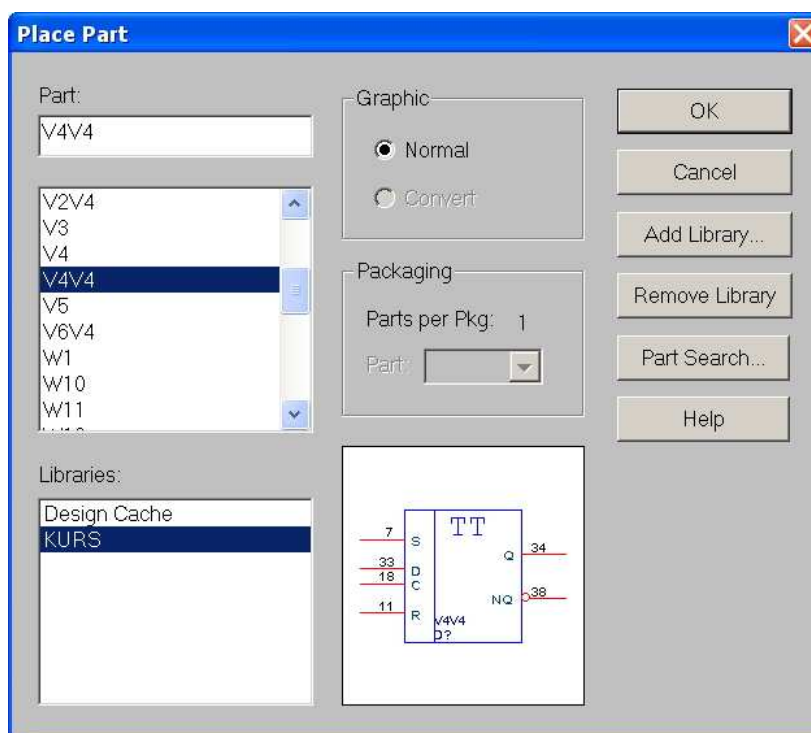 Place Part
Part:
V4V4
V2V4
V3
V4
V4V4
V5
V6V4
W1
W10
W11
Libraries:
Design Cache
KURS
Graphic
Normal
Convert
Packaging
Parts per Pkg: 1
Part:
TT
7 S
33 D
18 C
11 R
Q 34
NQ 38
V4V4
D?
OK
Cancel
Add Library...
Remove Library
Part Search...
Help